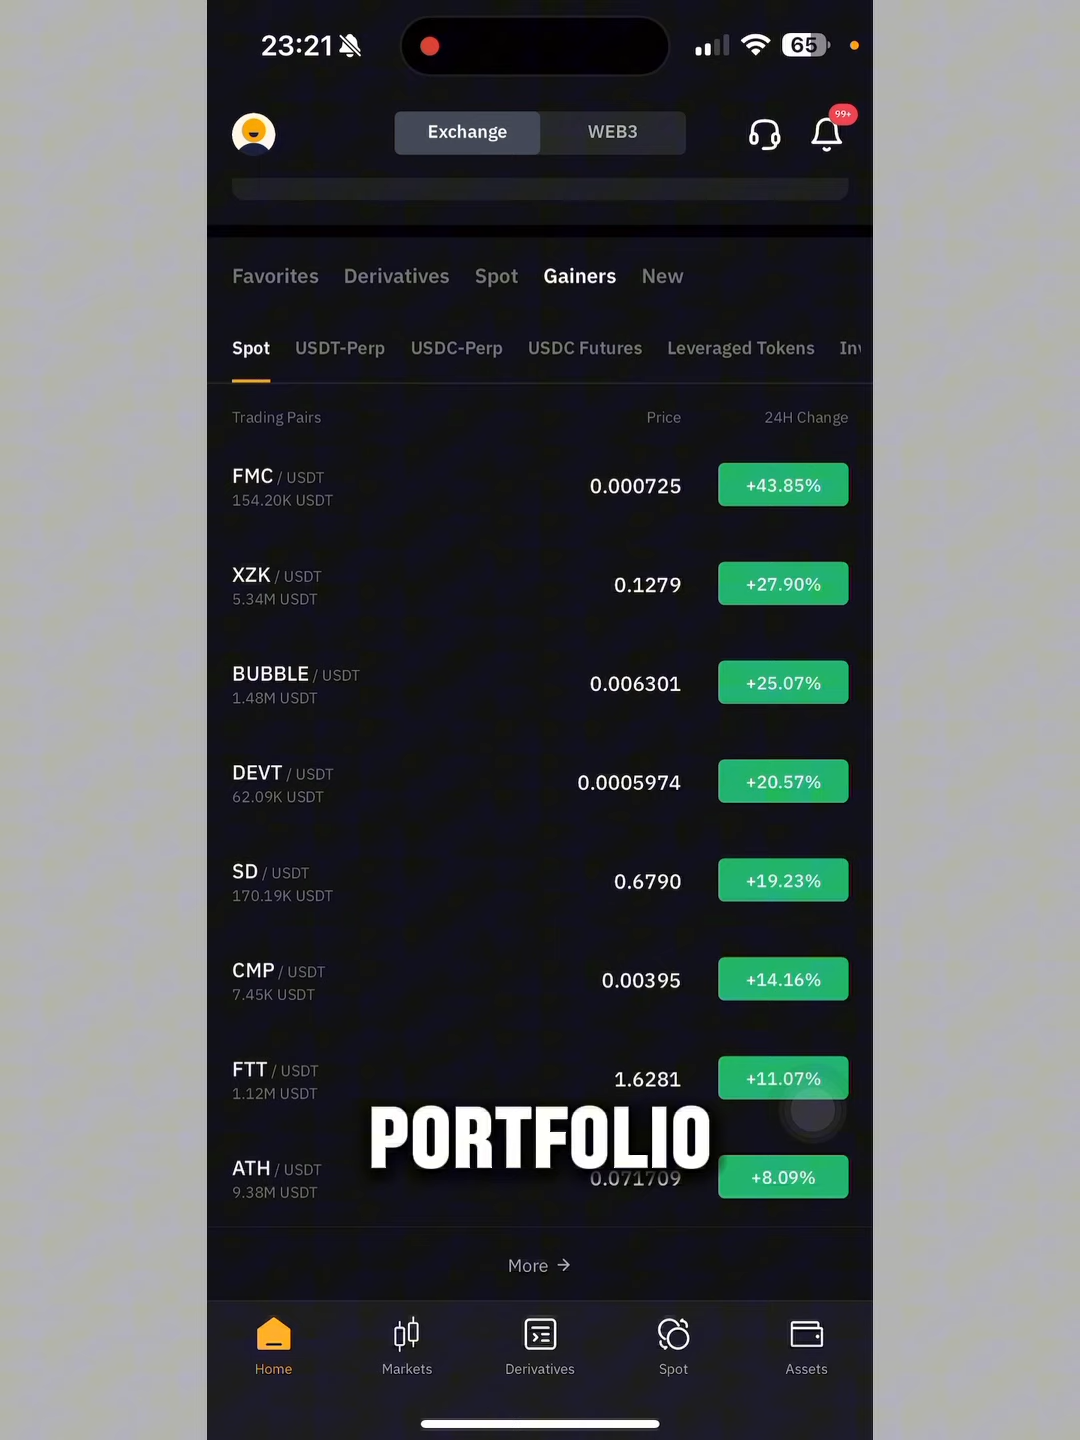 23:21
65
99+
Exchange WEB3
Favorites Derivatives Spot Gainers New
Spot USDT-Perp USDC-Perp USDC Futures Leveraged Tokens
Trading Pairs Price 24H Change
FMC / USDT 0.000725 +43.85%
154.20K USDT
XZK / USDT 0.1279 +27.90%
5.34M USDT
BUBBLE / USDT 0.006301 +25.07%
1.48M USDT
DEVT / USDT 0.0005974 +20.57%
62.09K USDT
SD / USDT 0.6790 +19.23%
170.19K USDT
CMP / USDT 0.00395 +14.16%
7.45K USDT
FTT / USDT 1.6281 +11.07%
1.12M USDT
PORTFOLIO
ATH / USDT 0.071709 +8.09%
9.38M USDT
More →
Home Markets Derivatives Spot Assets